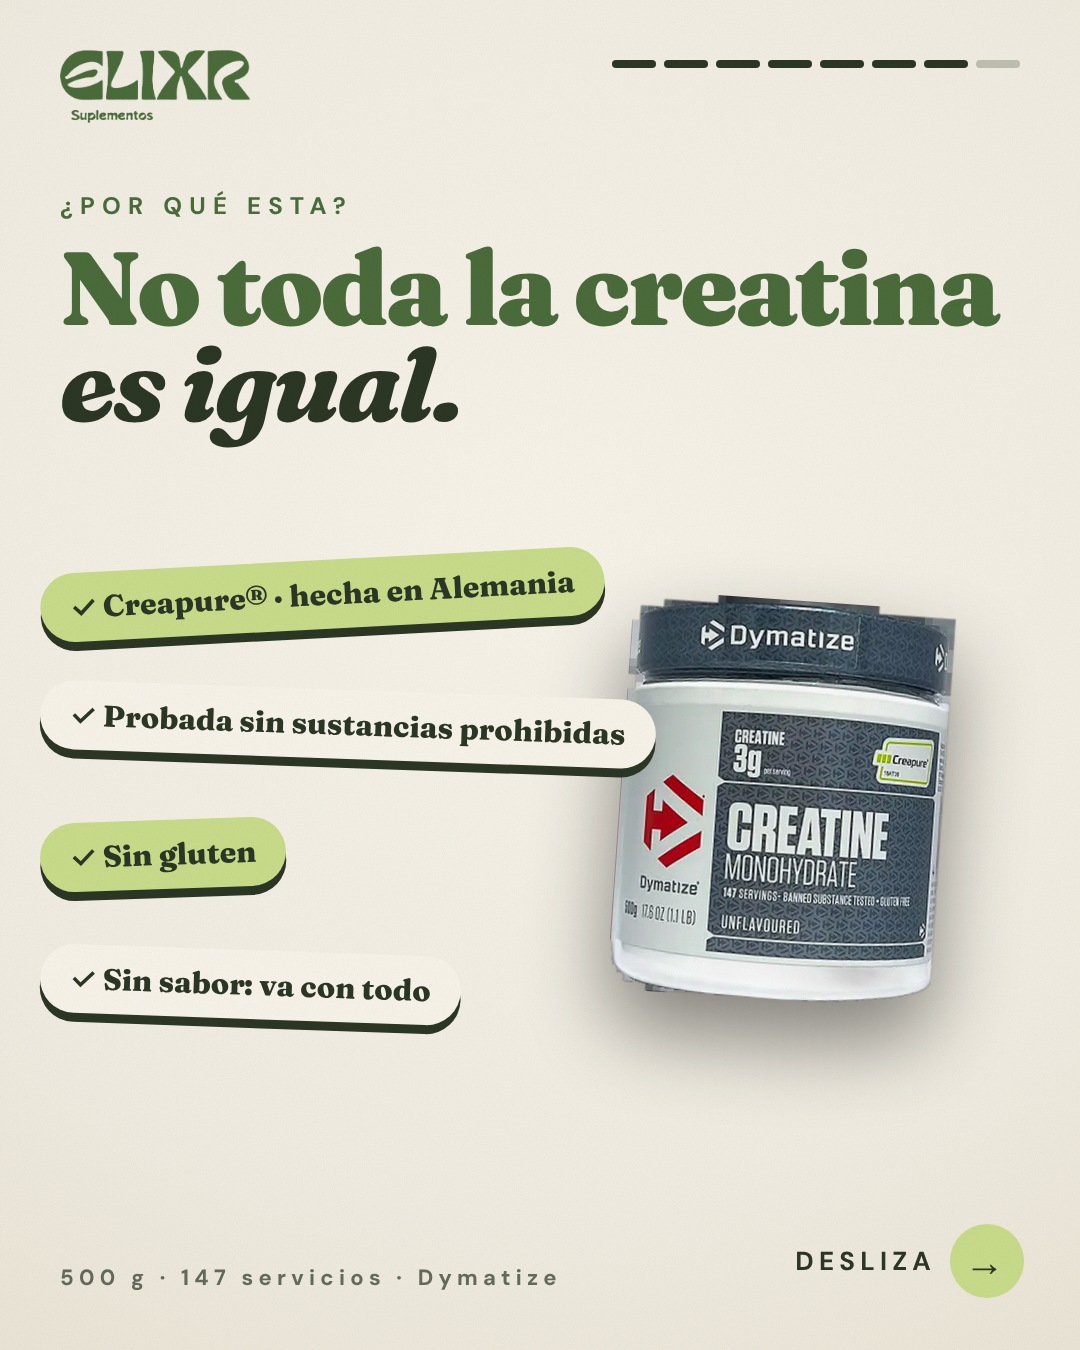 ELIXR
Suplementos
¿POR QUÉ ESTA?
No toda la creatina
es igual.
✓ Creapure® · hecha en Alemania
✓ Probada sin sustancias prohibidas
✓ Sin gluten
✓ Sin sabor: va con todo
Dymatize
CREATINE
3g per serving
Creapure®
CREATINE
MONOHYDRATE
147 SERVINGS • BANNED SUBSTANCE TESTED • GLUTEN FREE
UNFLAVOURED
Dymatize®
17.6 OZ (1.1 LB)
500 g · 147 servicios · Dymatize
DESLIZA →